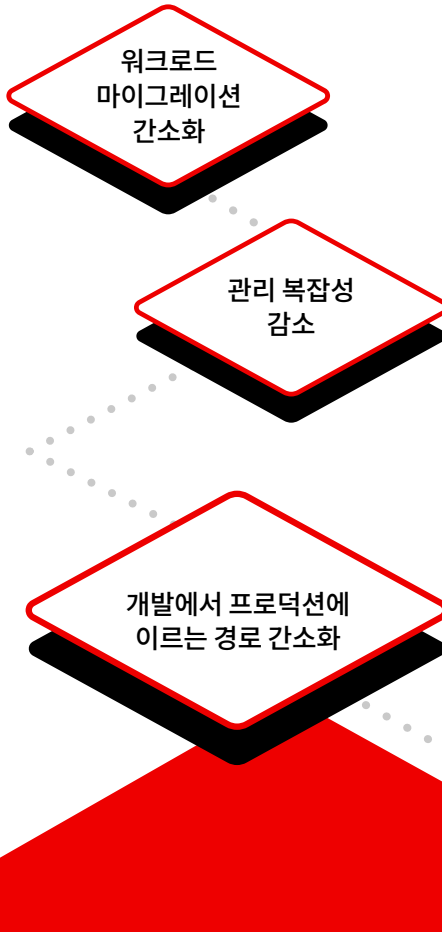 워크로드
마이그레이션
간소화
관리 복잡성
감소
개발에서 프로덕션에
이르는 경로 간소화